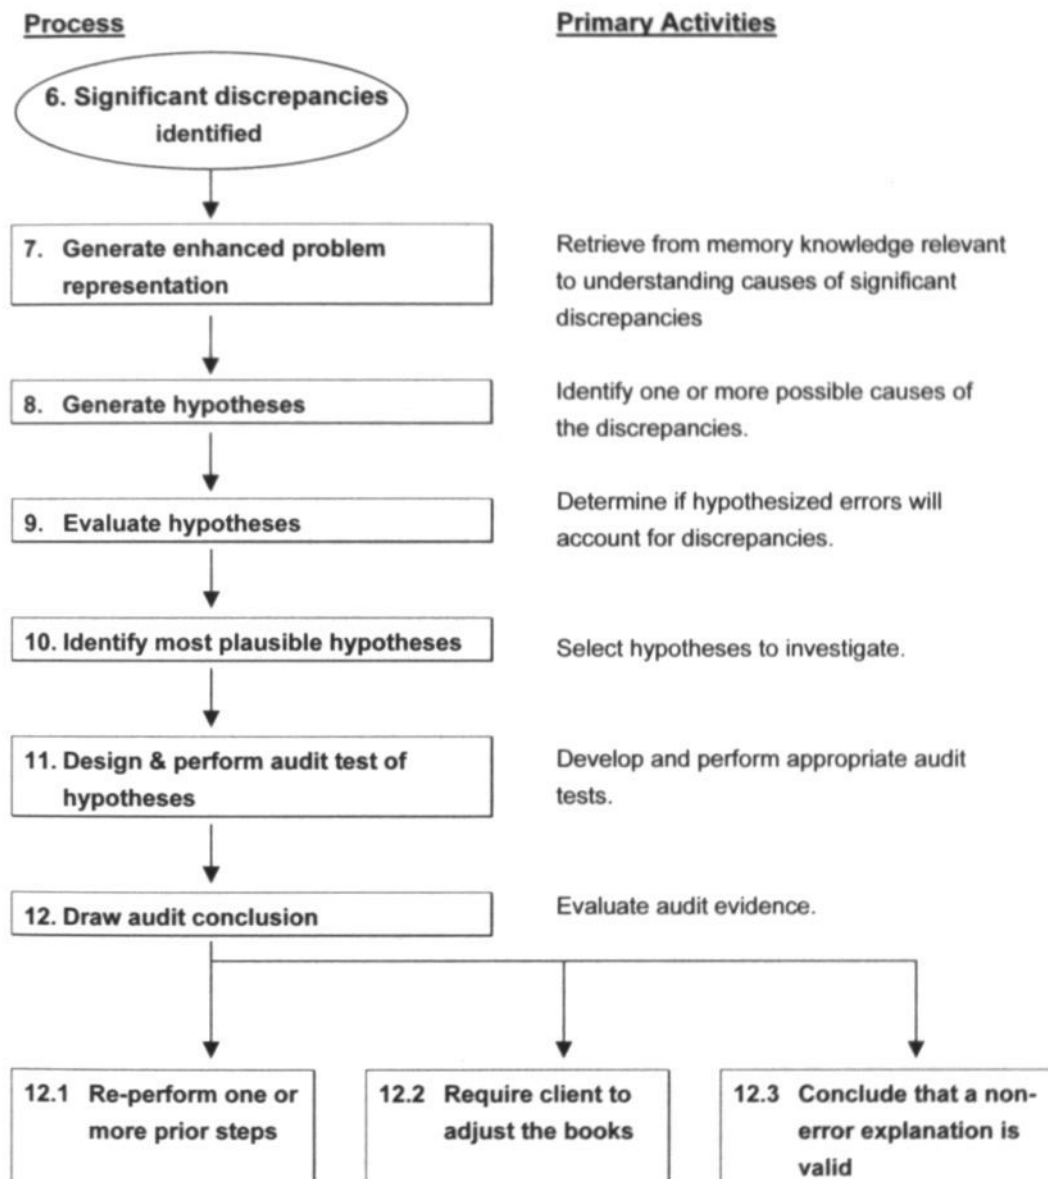 Process
Primary Activities
6. Significant discrepancies
identified
7. Generate enhanced problem
representation
Retrieve from memory knowledge relevant
to understanding causes of significant
discrepancies
8. Generate hypotheses
Identify one or more possible causes of
the discrepancies.
9. Evaluate hypotheses
Determine if hypothesized errors will
account for discrepancies.
10. Identify most plausible hypotheses
Select hypotheses to investigate.
11. Design & perform audit test of
hypotheses
Develop and perform appropriate audit
tests.
12. Draw audit conclusion
Evaluate audit evidence.
12.1 Re-perform one or
more prior steps
12.2 Require client to
adjust the books
12.3 Conclude that a non-
error explanation is
valid